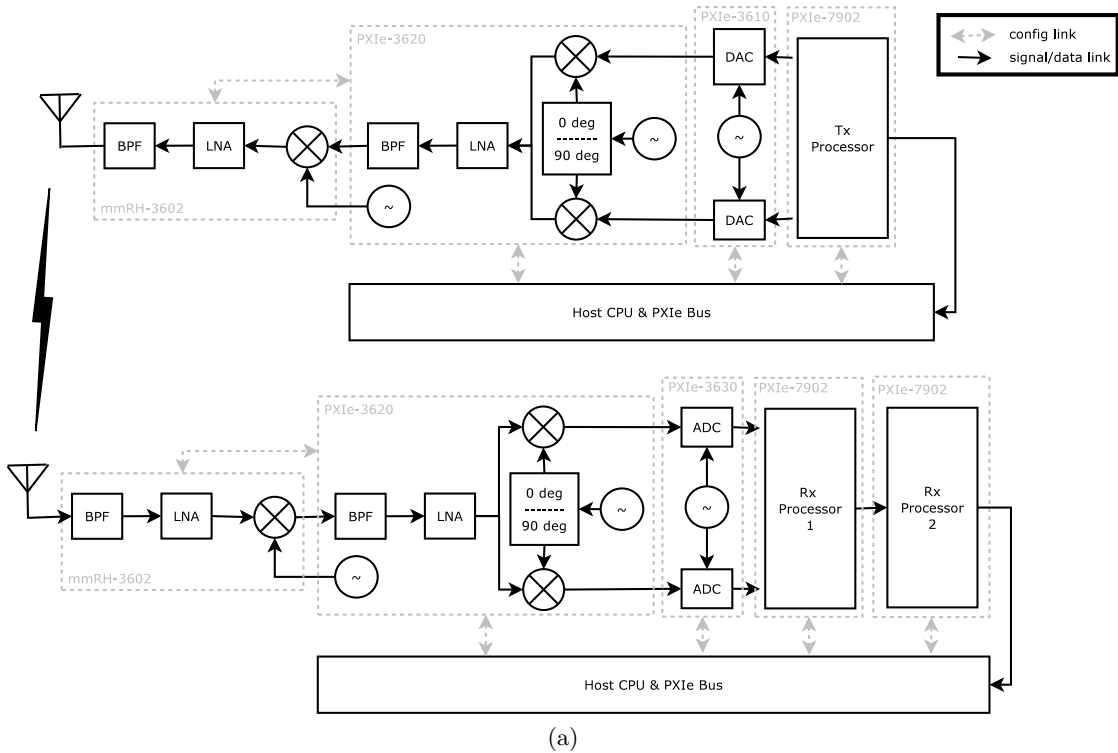 PXIe-3620
PXIe-3610
PXIe-7902
config link
signal/data link
DAC
BPF
LNA
BPF
LNA
0 deg
90 deg
~
~
~
Tx
Processor
DAC
mmRH-3602
Host CPU & PXIe Bus
PXIe-3620
PXIe-3630
PXIe-7902
PXIe-7902
ADC
BPF
LNA
BPF
LNA
0 deg
90 deg
~
~
~
Rx
Processor
1
Rx
Processor
2
ADC
mmRH-3602
Host CPU & PXIe Bus
(a)